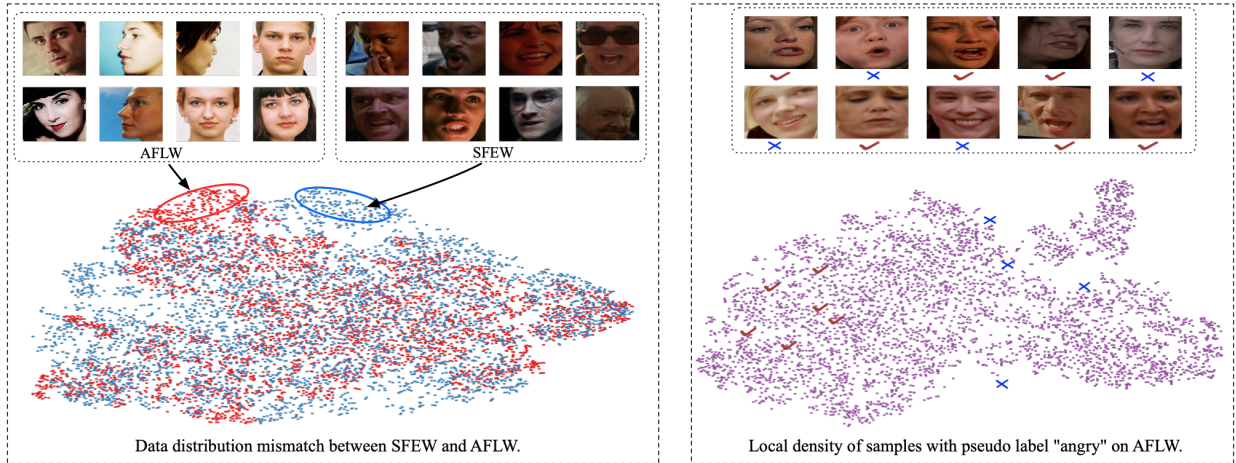 AFLW
SFEW
Data distribution mismatch between SFEW and AFLW.
Local density of samples with pseudo label "angry" on AFLW.